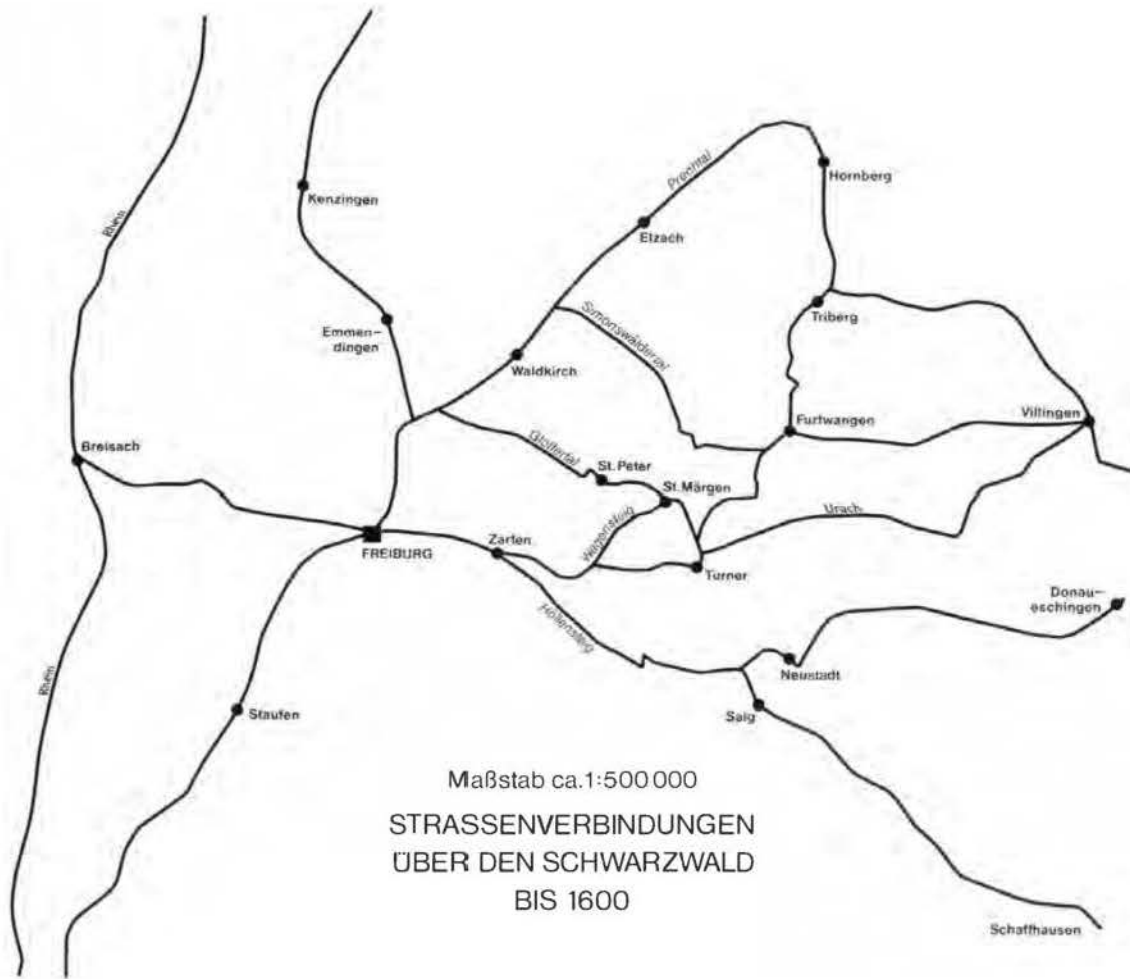 Kenzingen
Rhein
Prechtal
Hornberg
Elzach
Emmen-
dingen
Simonswäldertal
Triberg
Waldkirch
Furtwangen
Villingen
Breisach
Glottertal
St. Peter
St. Märgen
Urach
Wagensteig
FREIBURG
Zarten
Turner
Höllensteig
Donau-
eschingen
Neustadt
Rhein
Staufen
Saig
Maßstab ca. 1:500 000
STRASSENVERBINDUNGEN
ÜBER DEN SCHWARZWALD
BIS 1600
Schaffhausen